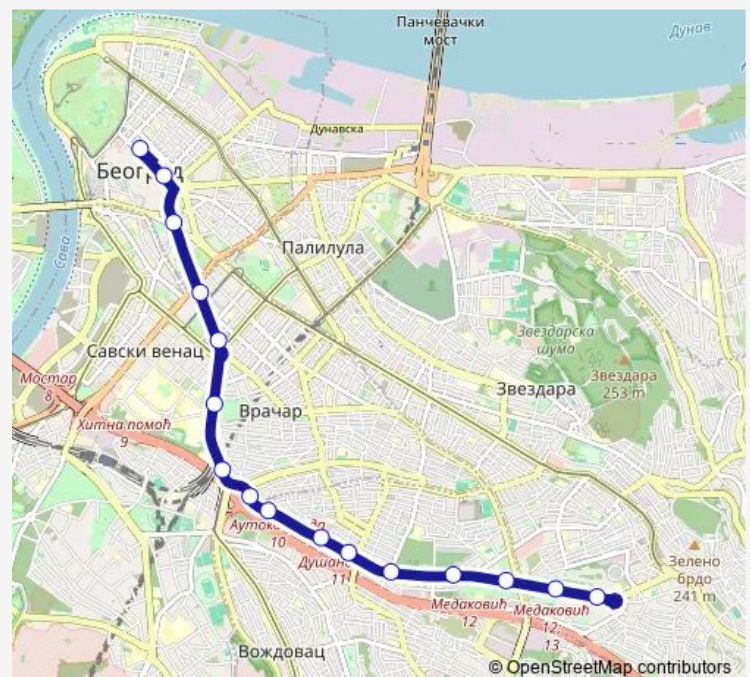 Панчевачки
мост
Дунав
Дунавска
Београд
Палилула
Сава
Звездарска
шума
Савски венац
Мостар
8
Звездара
Звездара
253 m
Хитна помоћ
9
Врачар
10
11
Зелено
брдо
241 m
Медаковић
12
Медаковић
12;
13
Вождовац
© OpenStreetMap contributors